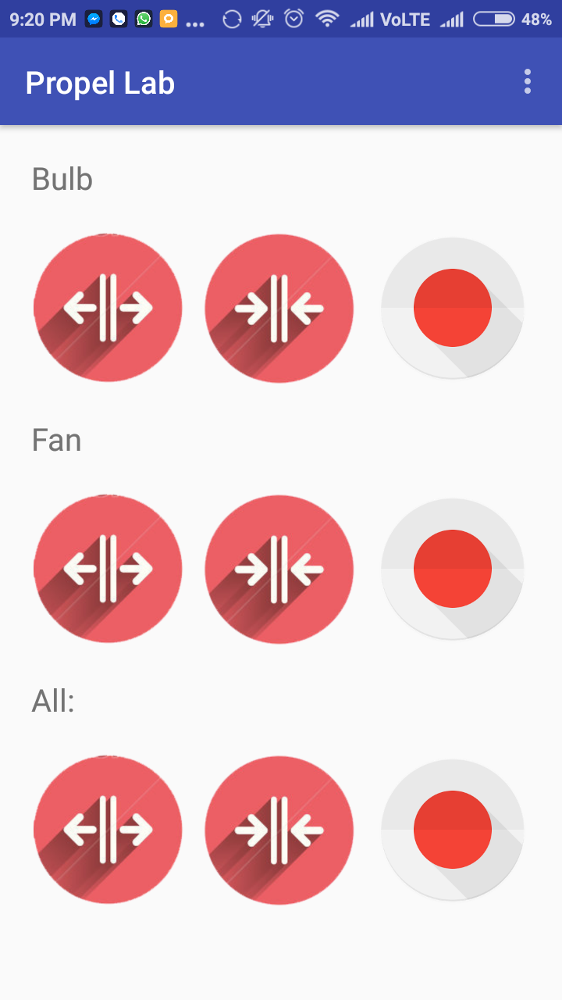 9:20 PM ... VoLTE 48%
Propel Lab
Bulb
Fan
All: